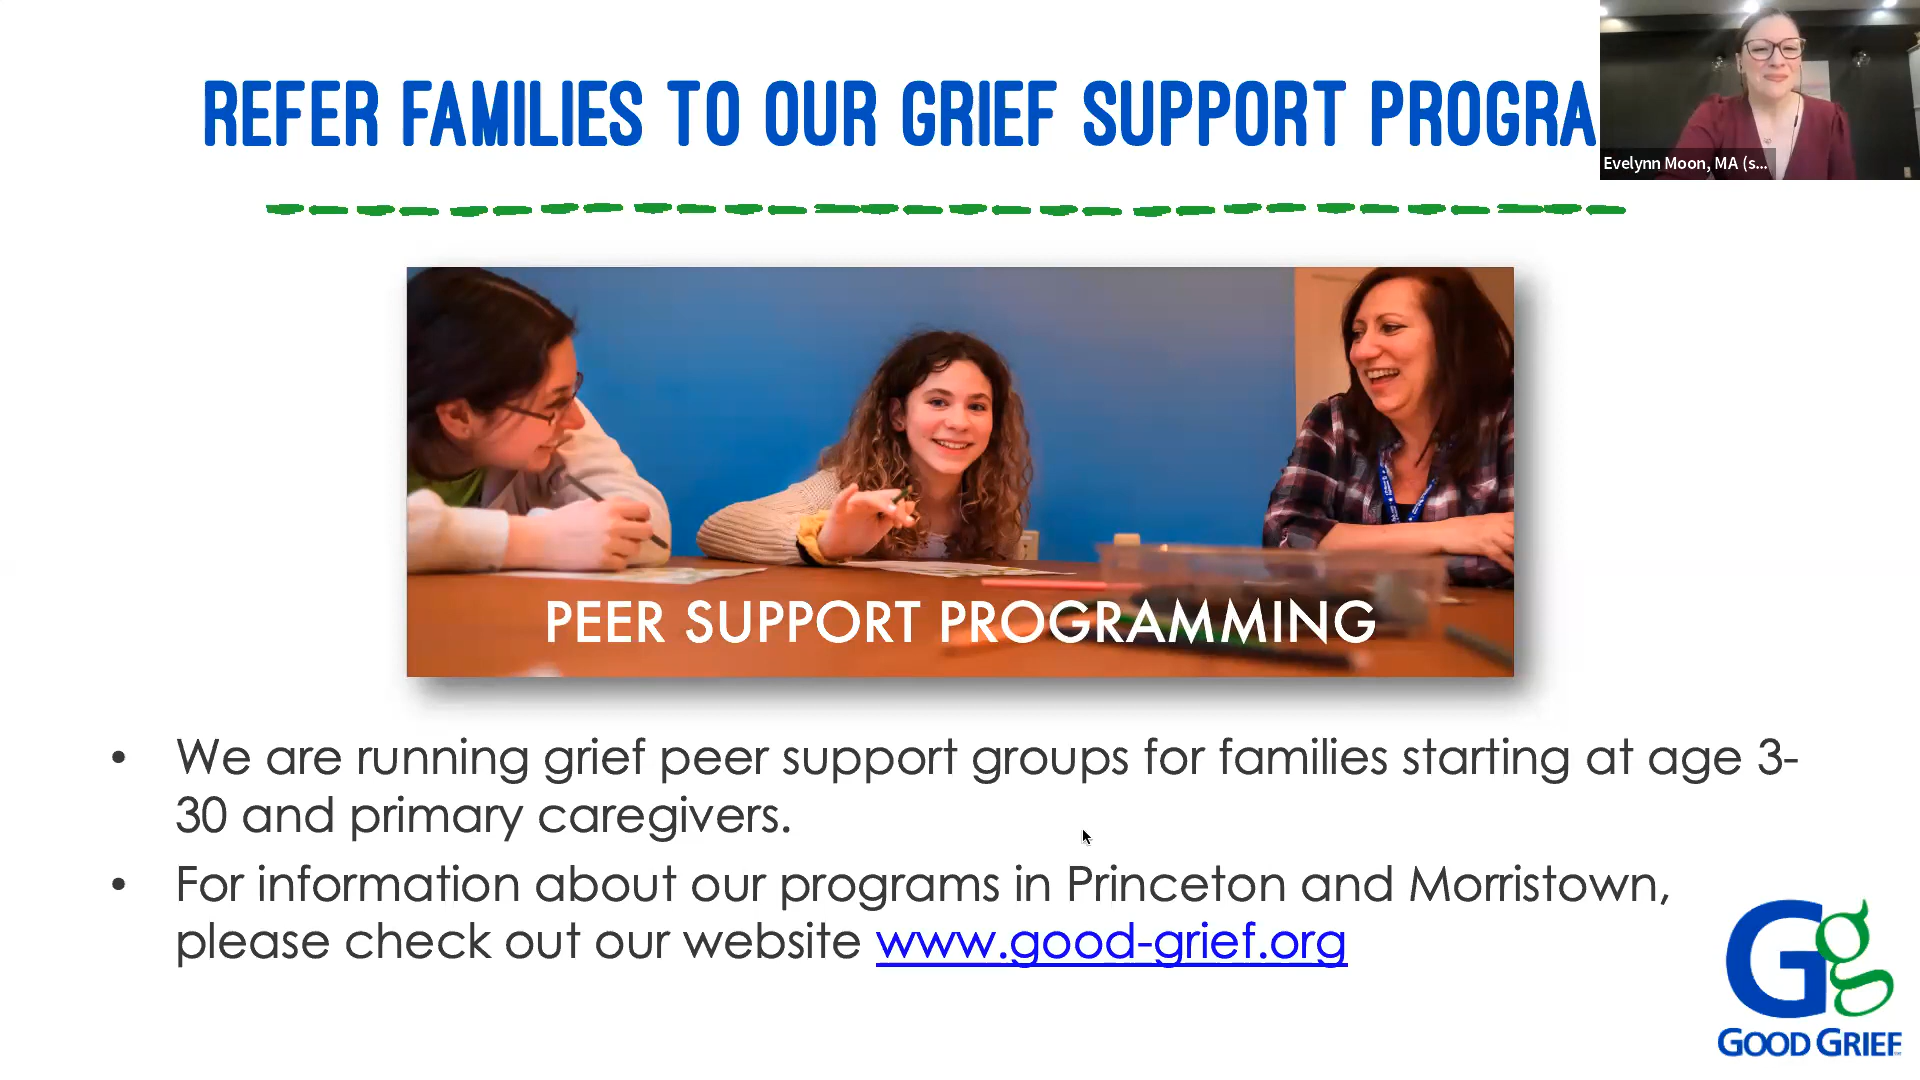 REFER FAMILIES TO OUR GRIEF SUPPORT PROGRA
Evelynn Moon, MA (s...
PEER SUPPORT PROGRAMMING
• We are running grief peer support groups for families starting at age 3-
30 and primary caregivers.
• For information about our programs in Princeton and Morristown,
please check out our website www.good-grief.org
Gg
GOOD GRIEF